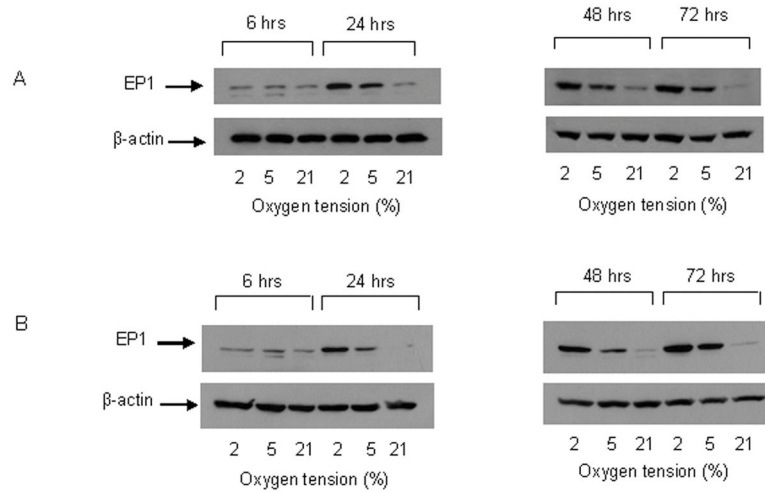 6 hrs 24 hrs 48 hrs 72 hrs
A
EP1
β-actin
2 5 21 2 5 21 2 5 21 2 5 21
Oxygen tension (%) Oxygen tension (%)
6 hrs 24 hrs 48 hrs 72 hrs
B
EP1
β-actin
2 5 21 2 5 21 2 5 21 2 5 21
Oxygen tension (%) Oxygen tension (%)